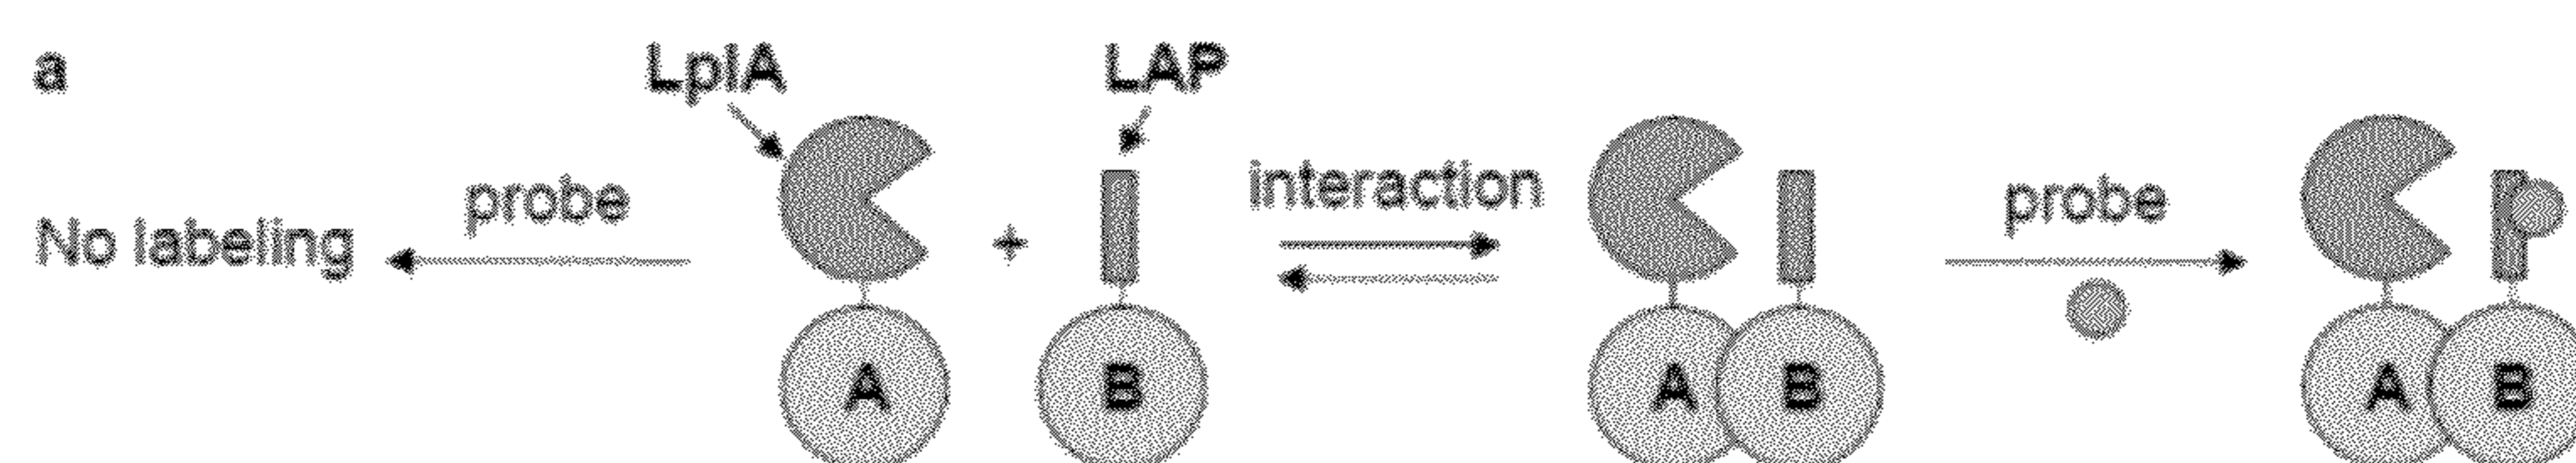 a
LplA
LAP
No labeling
probe
+
interaction
probe
A
B
A
B
A
B